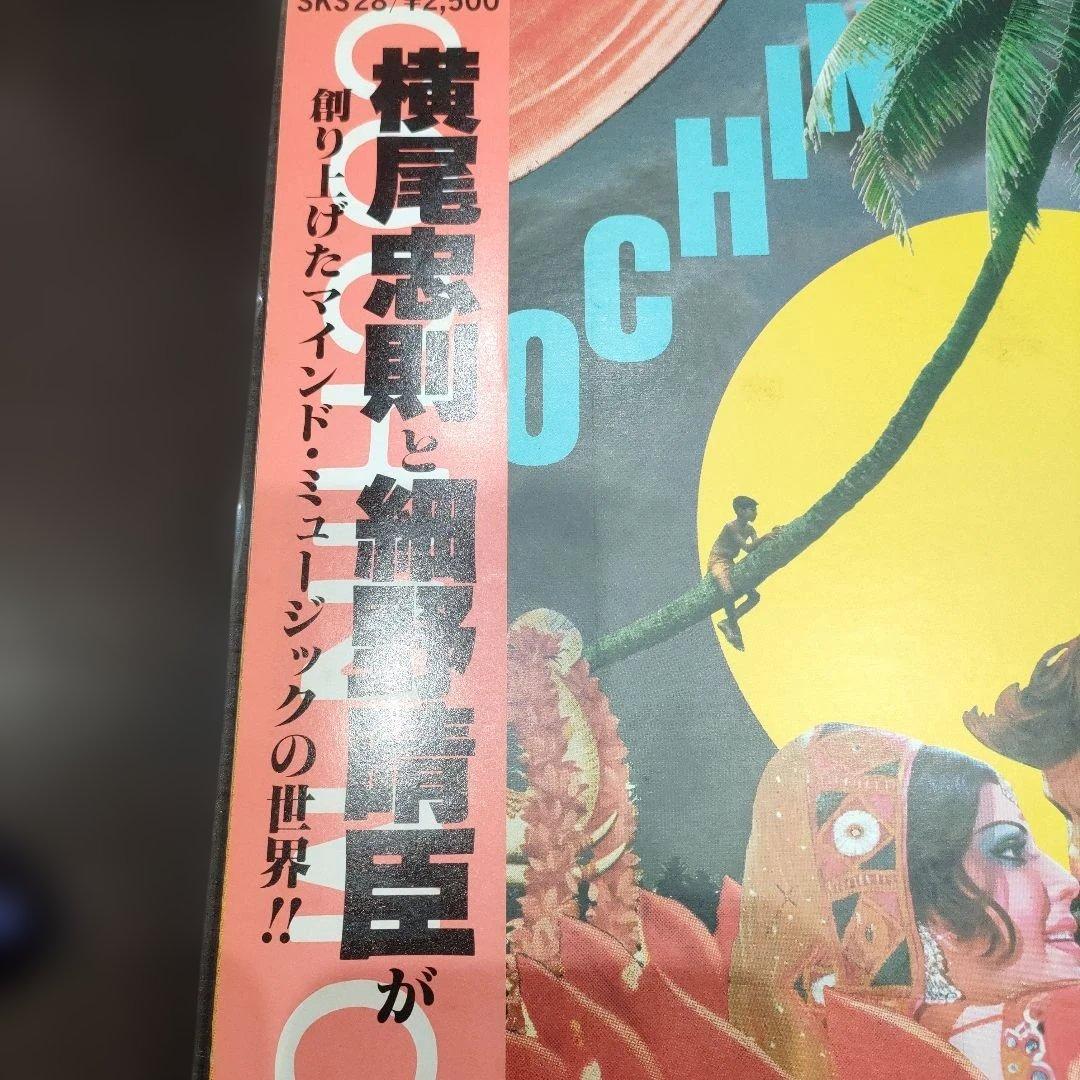 SKS28/¥2,500
横尾忠則と細野晴臣が
創り上げたマインド・ミュージックの世界!!
COCHIN
OCHIN